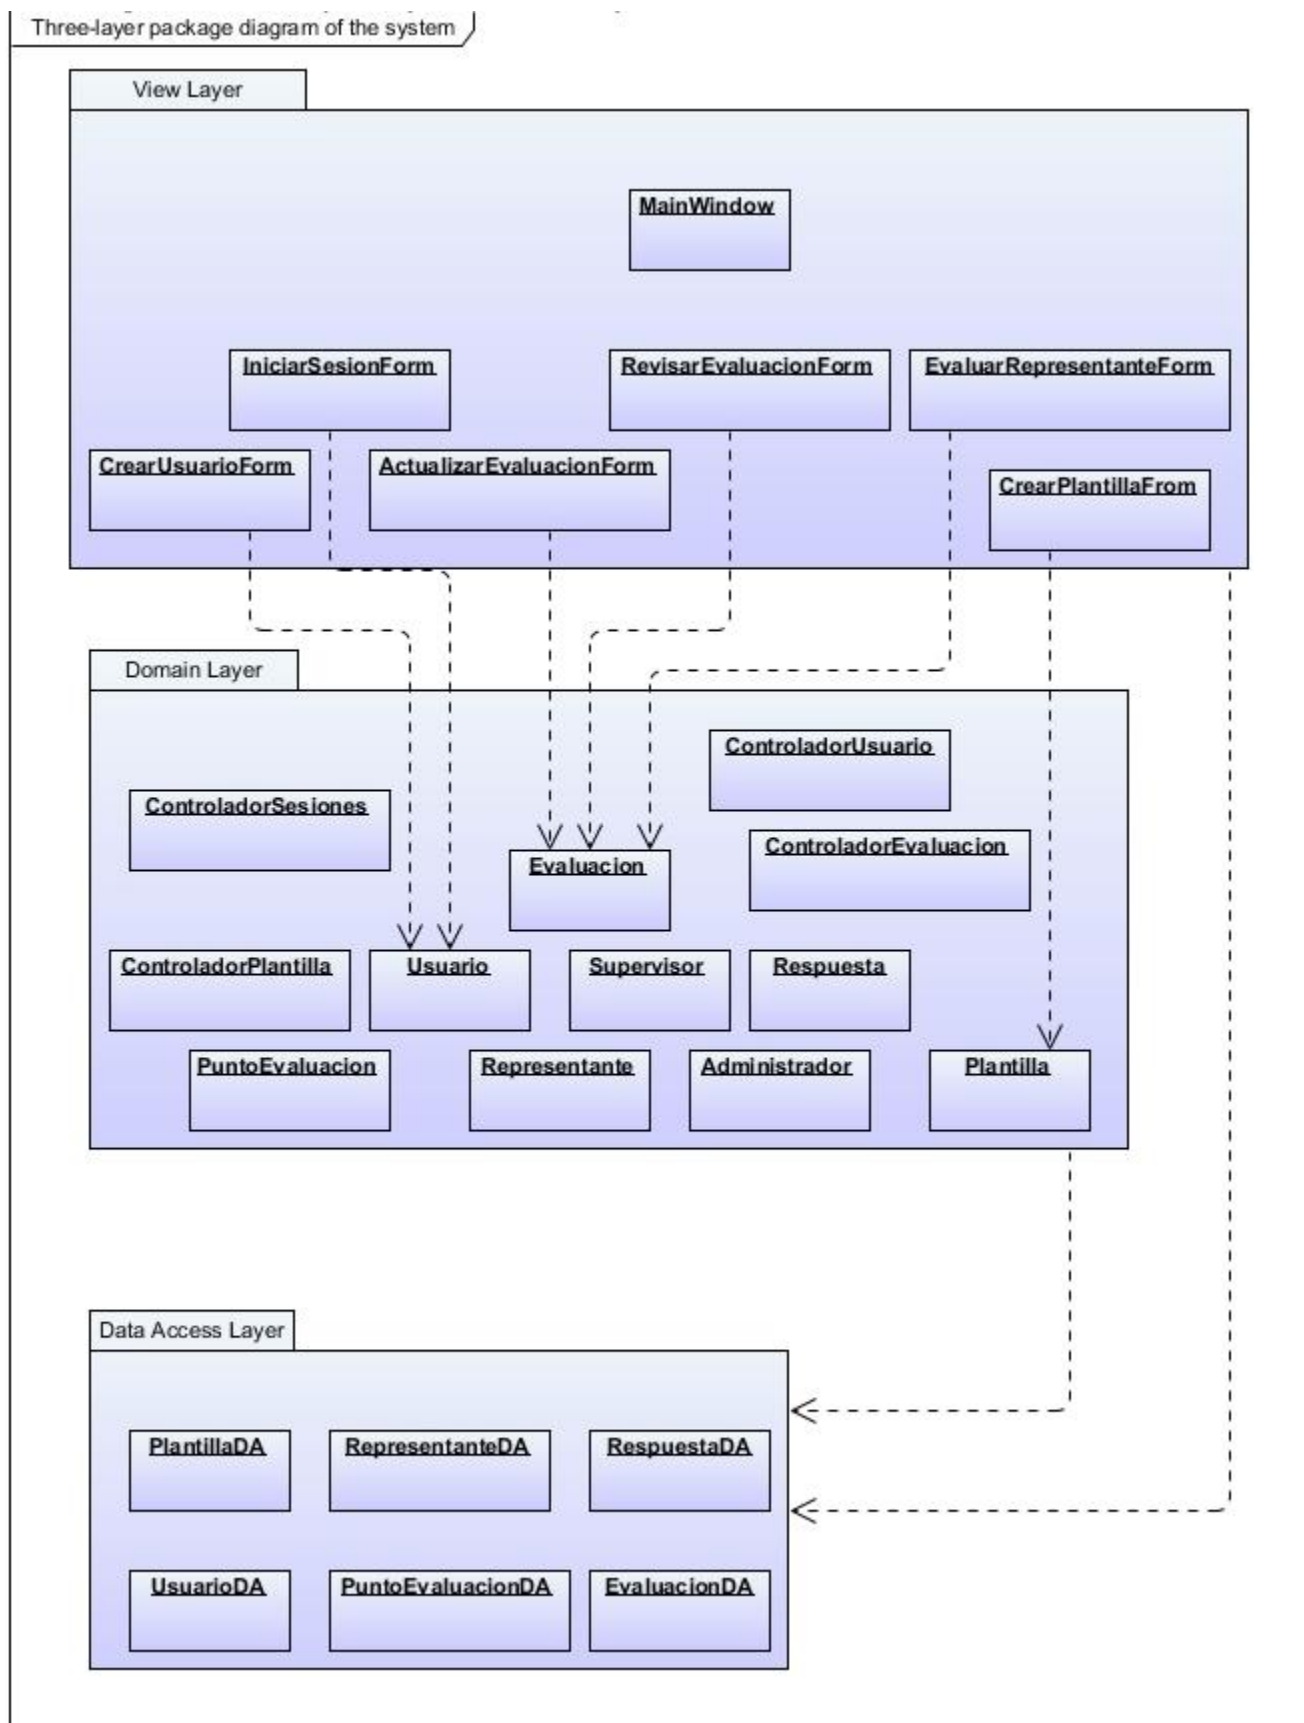 Three-layer package diagram of the system
View Layer
MainWindow
IniciarSesionForm
RevisarEvaluacionForm
EvaluarRepresentanteForm
CrearUsuarioForm
ActualizarEvaluacionForm
CrearPlantillaFrom
Domain Layer
ControladorUsuario
ControladorSesiones
ControladorEvaluacion
Evaluacion
ControladorPlantilla
Usuario
Supervisor
Respuesta
PuntoEvaluacion
Representante
Administrador
Plantilla
Data Access Layer
PlantillaDA
RepresentanteDA
RespuestaDA
UsuarioDA
PuntoEvaluacionDA
EvaluacionDA